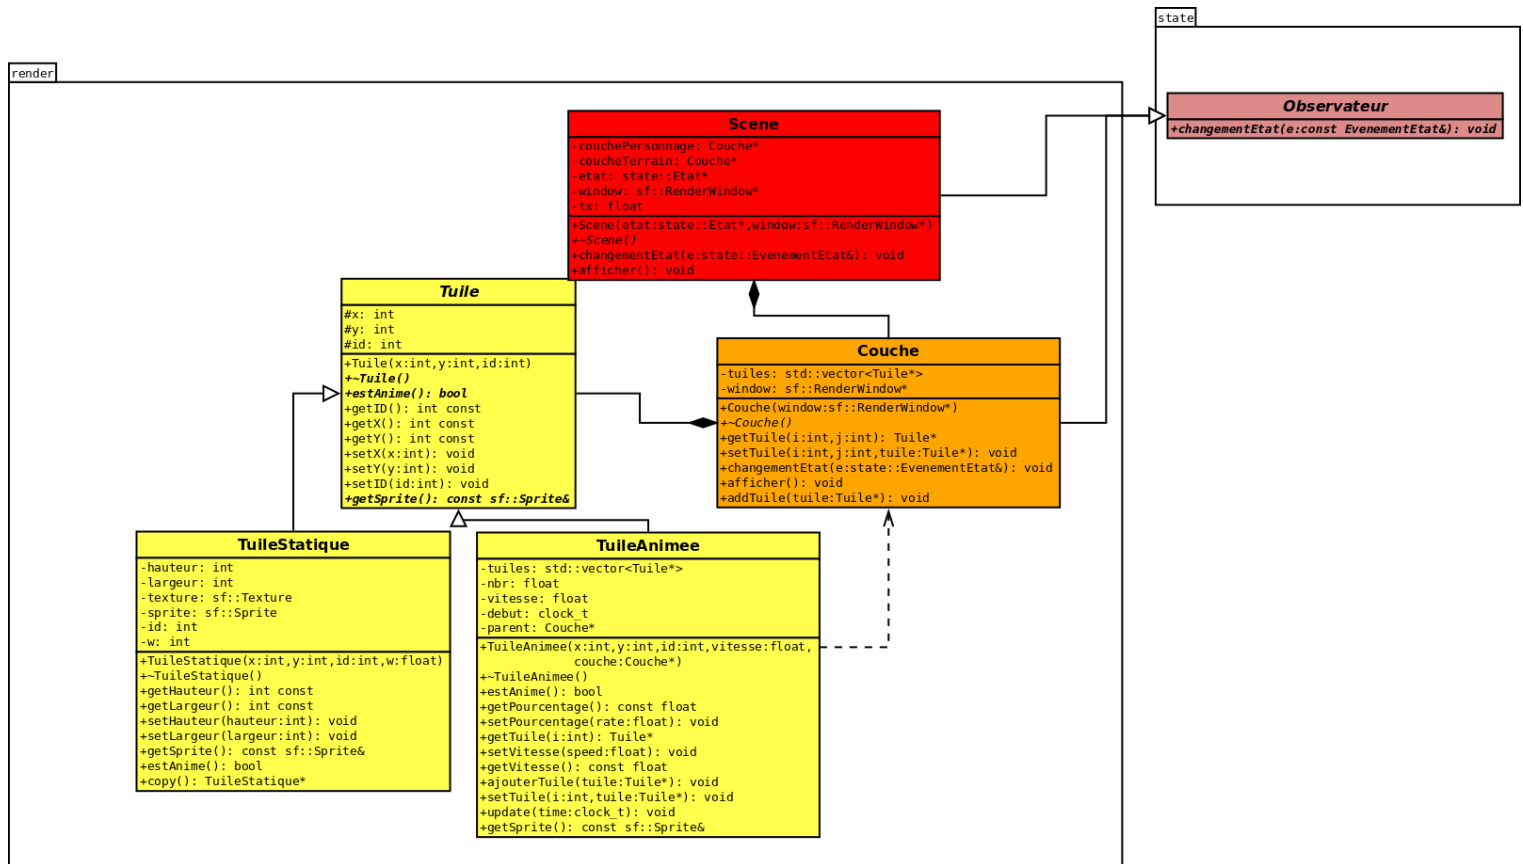 state
render
Observateur
+changementEtat(e:const EvenementEtat&): void
Scene
-couchePersonnage: Couche*
-coucheTerrain: Couche*
-etat: state::Etat*
-window: sf::RenderWindow*
-tx: float
+Scene(etat:state::Etat*,window:sf::RenderWindow*)
+~Scene()
+changementEtat(e:state::EvenementEtat&): void
+afficher(): void
Tuile
#x: int
#y: int
#id: int
+Tuile(x:int,y:int,id:int)
+~Tuile()
+estAnime(): bool
+getID(): int const
+getX(): int const
+getY(): int const
+setX(x:int): void
+setY(y:int): void
+setID(id:int): void
+getSprite(): const sf::Sprite&
Couche
-tuiles: std::vector<Tuile*>
-window: sf::RenderWindow*
+Couche(window:sf::RenderWindow*)
+~Couche()
+getTuile(i:int,j:int): Tuile*
+setTuile(i:int,j:int,tuile:Tuile*): void
+changementEtat(e:state::EvenementEtat&): void
+afficher(): void
+addTuile(tuile:Tuile*): void
TuileStatique
-hauteur: int
-largeur: int
-texture: sf::Texture
-sprite: sf::Sprite
-id: int
-w: int
+TuileStatique(x:int,y:int,id:int,w:float)
+~TuileStatique()
+getHauteur(): int const
+getLargeur(): int const
+setHauteur(hauteur:int): void
+setLargeur(largeur:int): void
+getSprite(): const sf::Sprite&
+estAnime(): bool
+copy(): TuileStatique*
TuileAnimee
-tuiles: std::vector<Tuile*>
-nbr: float
-vitesse: float
-debut: clock_t
-parent: Couche*
+TuileAnimee(x:int,y:int,id:int,vitesse:float,
couche:Couche*)
+~TuileAnimee()
+estAnime(): bool
+getPourcentage(): const float
+setPourcentage(rate:float): void
+getTuile(i:int): Tuile*
+setVitesse(speed:float): void
+getVitesse(): const float
+ajouterTuile(tuile:Tuile*): void
+setTuile(i:int,tuile:Tuile*): void
+update(time:clock_t): void
+getSprite(): const sf::Sprite&